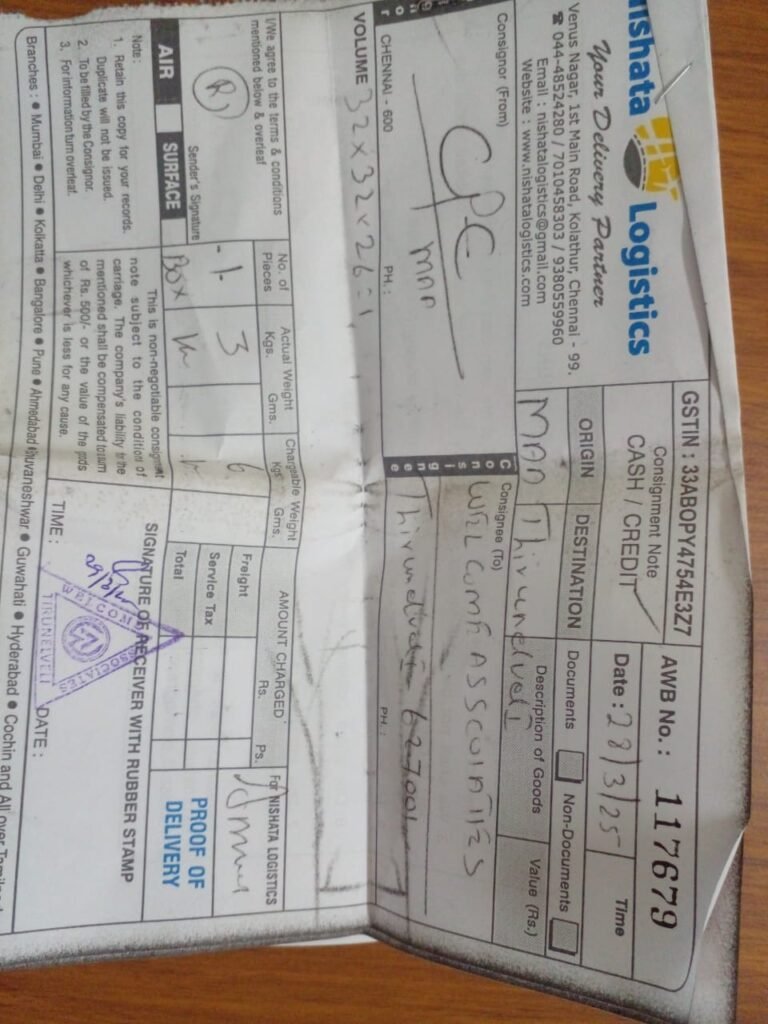 Nishata Logistics
Your Delivery Partner
Venus Nagar, 1st Main Road, Kolathur, Chennai - 99.
☎ 044-48524280 / 7010458303 / 9380559960
Email : nishatalogistics@gmail.com
Website : www.nishatalogistics.com
GSTIN : 33ABOPY4754E3Z7
Consignment Note
CASH / CREDIT
AWB No. : 117679
Date : 28/3/25
Time
ORIGIN
DESTINATION
Documents
Non-Documents
MAA
Thirunelveli
Description of Goods
Value (Rs.)
Consignor (From)
CPC
MAA
CHENNAI - 600
PH. :
Consignee (To)
WELCOME ASSCOINTIES
Thirunelveli 627001
PH. :
VOLUME 32 x 32 x 26 = 1
I/We agree to the terms & conditions
mentioned below & overleaf
Sender's Signature
AIR
SURFACE
No. of
Pieces
Actual Weight
Kgs. Gms.
Chargeable Weight
Kgs. Gms.
-1-
Box
3
6
AMOUNT CHARGED
Rs. Ps.
Freight
Service Tax
Total
For NISHATA LOGISTICS
PROOF OF
DELIVERY
Note :
1. Retain this copy for your records.
Duplicate will not be issued.
2. To be filled by the Consignor.
3. For information turn overleaf.
This is non-negotiable consignment
note subject to the condition of
carriage. The company's liability to the
mentioned shall be compensated to sum
of Rs. 500/- or the value of the goods
whichever is less for any cause.
SIGNATURE OF RECEIVER WITH RUBBER STAMP
WELCOME
ASSOCIATES
TIRUNELVELI
TIME :
DATE :
Branches : ● Mumbai ● Delhi ● Kolkatta ● Bangalore ● Pune ● Ahmedabad Bhuvaneshwar ● Guwahati ● Hyderabad ● Cochin and All over Tamilnad